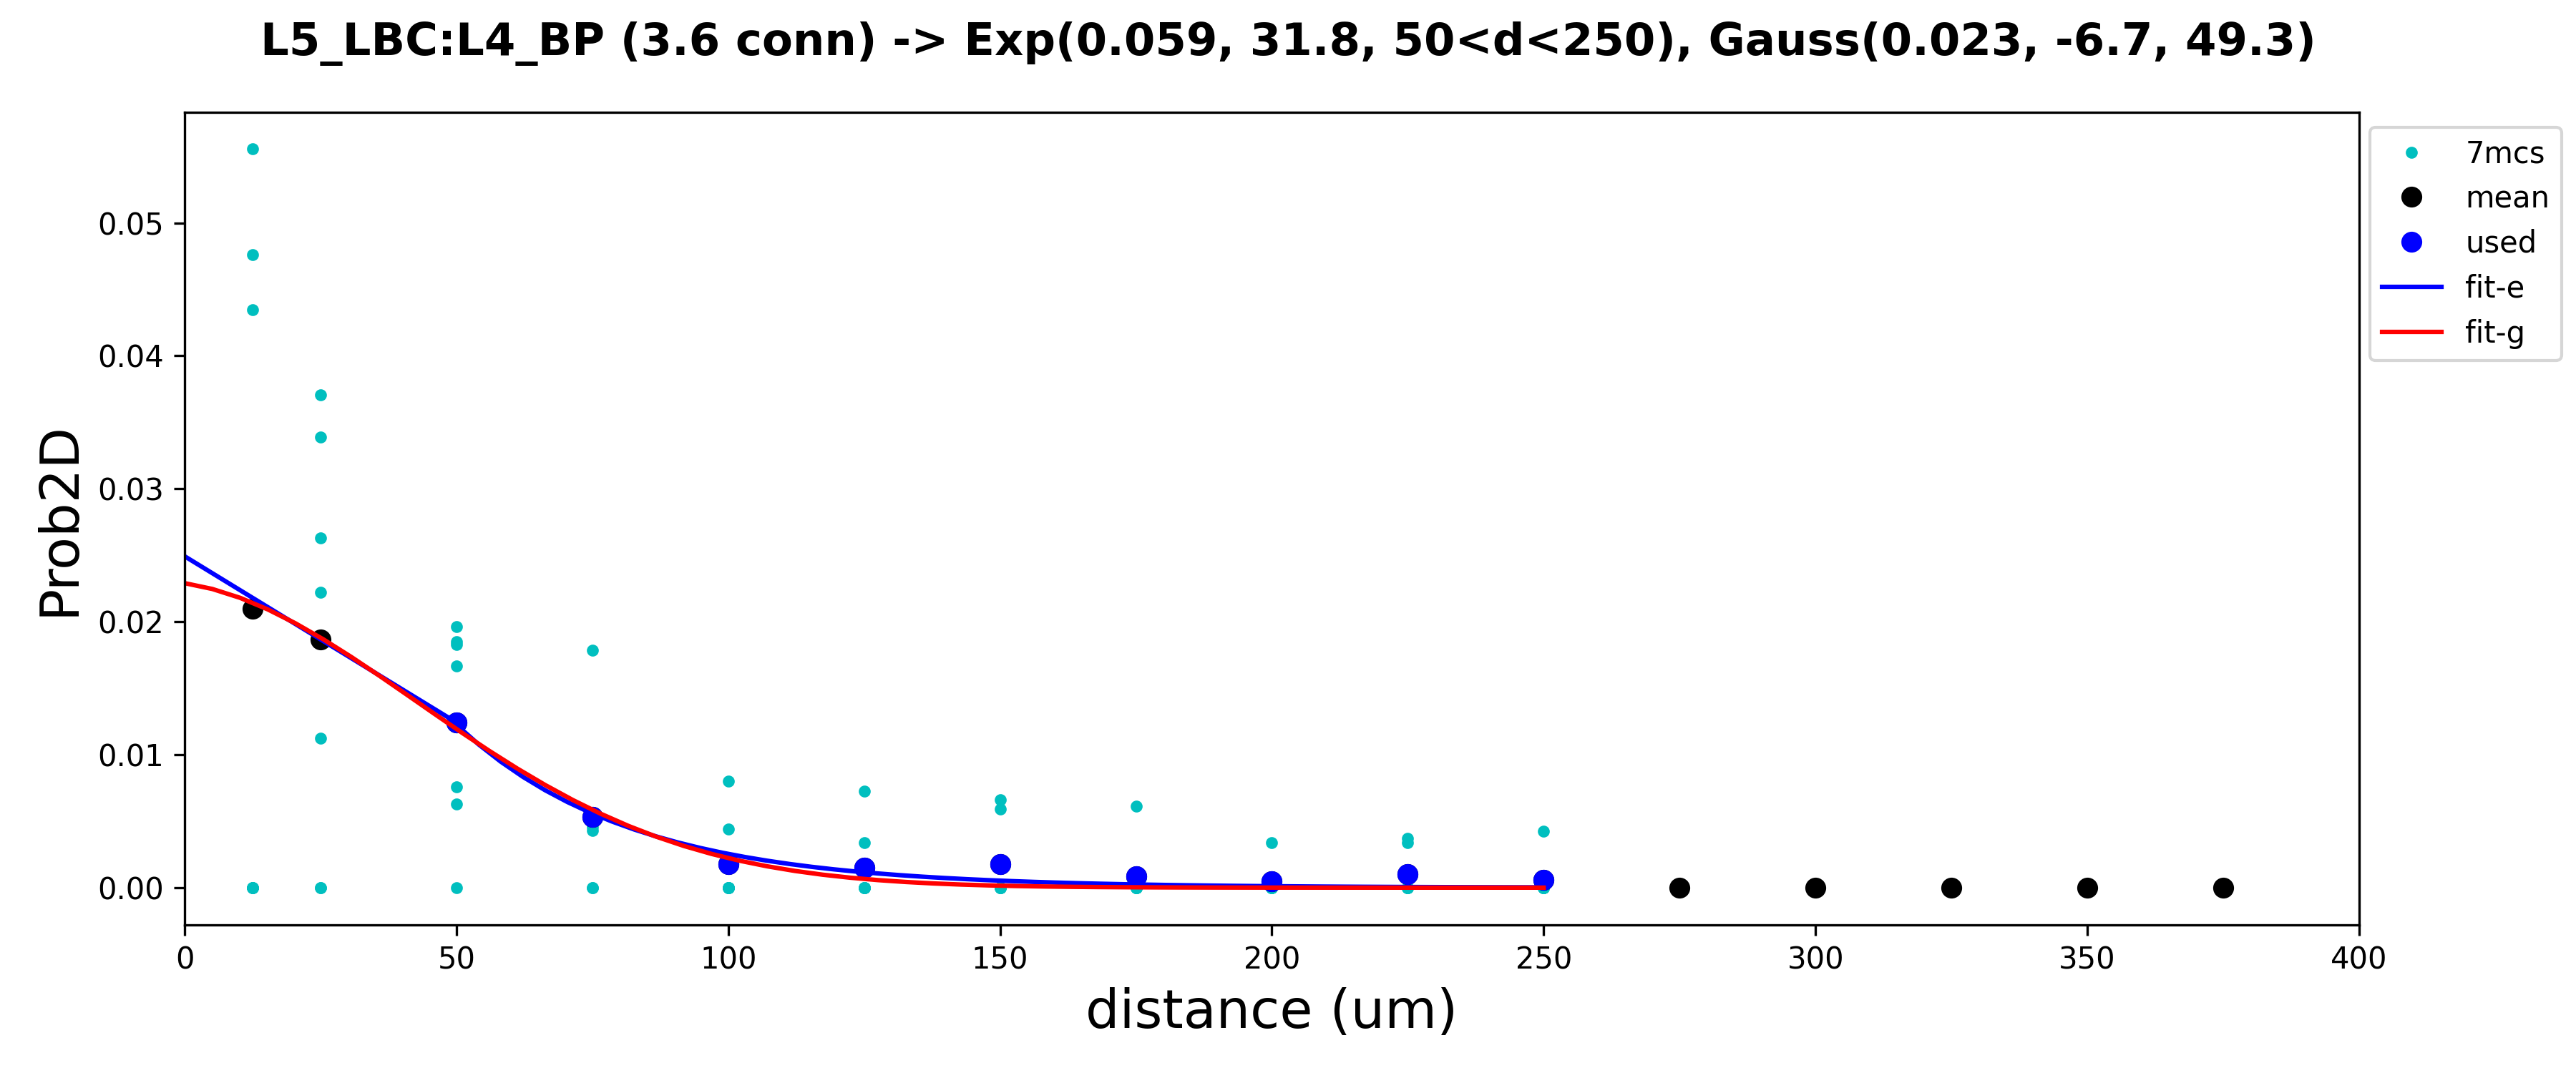 L5_LBC:L4_BP (3.6 conn) -> Exp(0.059, 31.8, 50<d<250), Gauss(0.023, -6.7, 49.3)
7mcs
mean
used
fit-e
fit-g
Prob2D
0.05
0.04
0.03
0.02
0.01
0.00
0 50 100 150 200 250 300 350 400
distance (um)